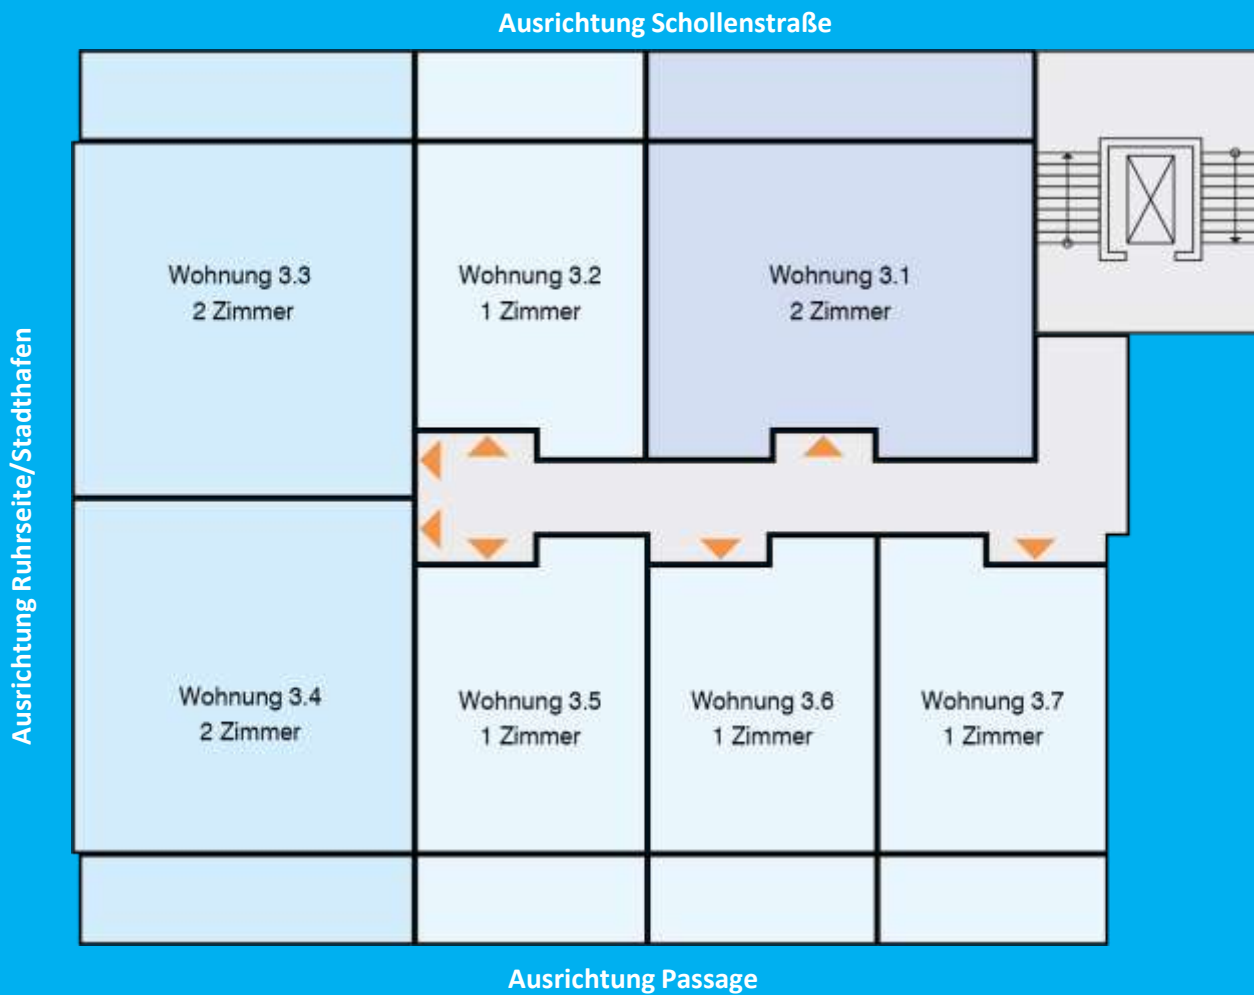 Ausrichtung Schollenstraße
Wohnung 3.3
2 Zimmer
Wohnung 3.2
1 Zimmer
Wohnung 3.1
2 Zimmer
Ausrichtung Ruhrseite/Stadthafen
Wohnung 3.4
2 Zimmer
Wohnung 3.5
1 Zimmer
Wohnung 3.6
1 Zimmer
Wohnung 3.7
1 Zimmer
Ausrichtung Passage